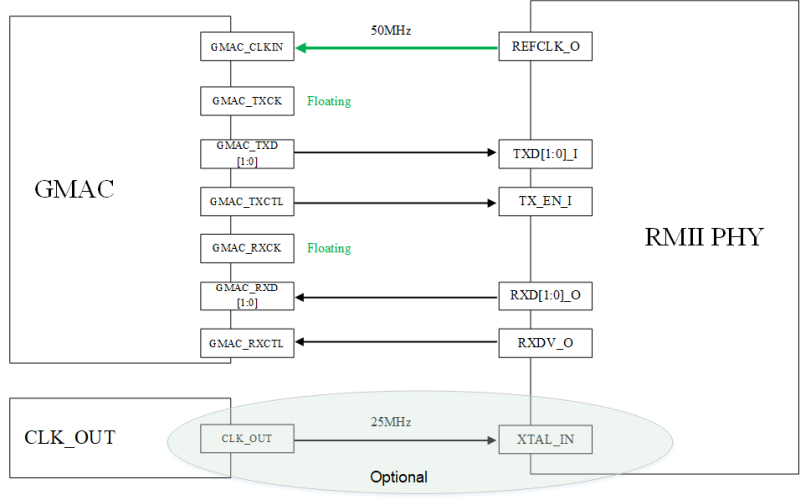 50MHz
GMAC_CLKIN
REFCLK_O
GMAC_TXCK
Floating
GMAC_TXD
[1:0]
TXD[1:0]_I
GMAC
GMAC_TXCTL
TX_EN_I
RMII PHY
GMAC_RXCK
Floating
GMAC_RXD
[1:0]
RXD[1:0]_O
GMAC_RXCTL
RXDV_O
25MHz
CLK_OUT
CLK_OUT
XTAL_IN
Optional